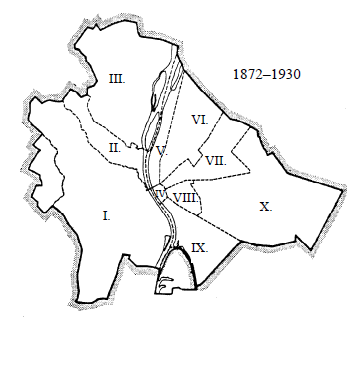 1872–1930
III.
VI.
II.
V.
VII.
IV.
VIII.
I.
X.
IX.